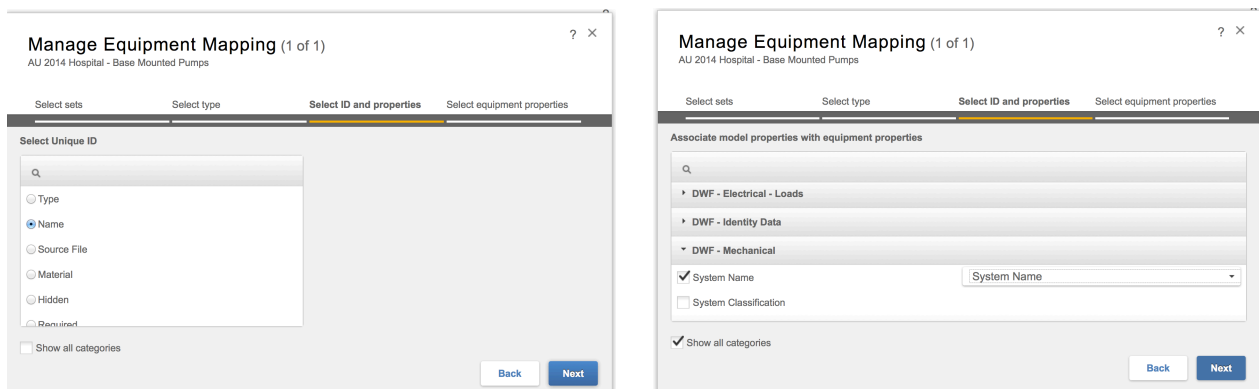 Manage Equipment Mapping (1 of 1)
? ×
AU 2014 Hospital - Base Mounted Pumps
Select sets Select type Select ID and properties Select equipment properties
Select Unique ID
Type
Name
Source File
Material
Hidden
Required
Show all categories
Back Next
Manage Equipment Mapping (1 of 1)
? ×
AU 2014 Hospital - Base Mounted Pumps
Select sets Select type Select ID and properties Select equipment properties
Associate model properties with equipment properties
DWF - Electrical - Loads
DWF - Identity Data
DWF - Mechanical
System Name System Name
System Classification
Show all categories
Back Next